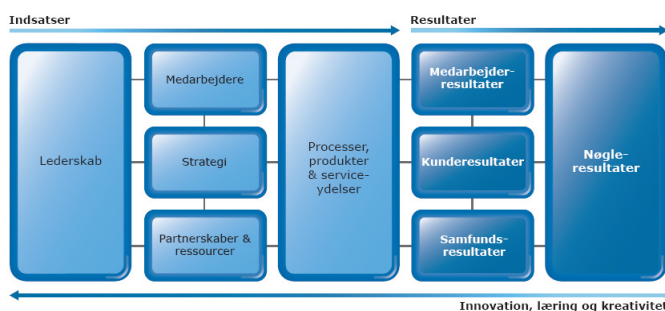 Indsatser
Resultater
Lederskab
Medarbejdere
Strategi
Partnerskaber &
ressourcer
Processer,
produkter
& service-
ydelser
Medarbejder-
resultater
Kunderesultater
Samfunds-
resultater
Nøgle-
resultater
Innovation, læring og kreativitet